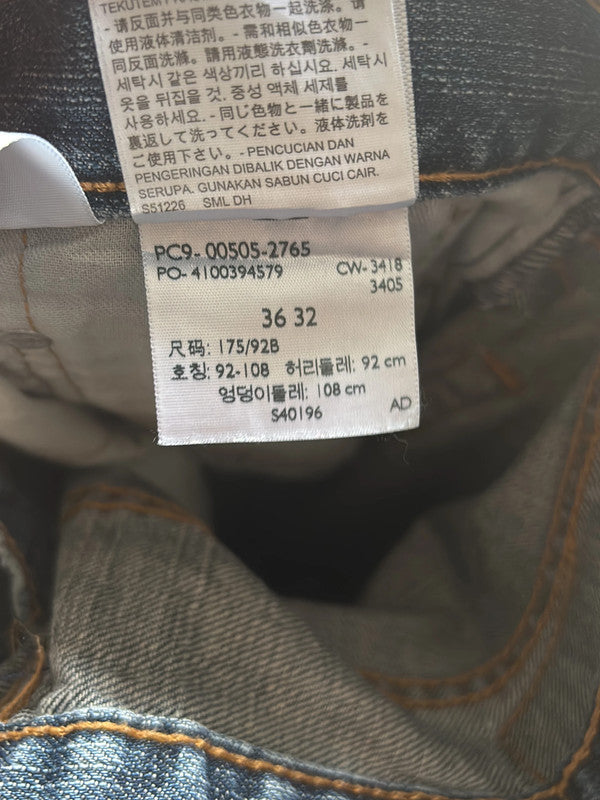 - 请反面并与同类色衣物一起洗涤.
使用液体清洁剂. - 需和相似色衣物一
同反面洗滌. 請用液態洗衣劑洗滌. -
세탁시 같은 색상끼리 하십시요. 세탁시
옷을 뒤집을 것. 중성 액체 세제를
사용하세요. - 同じ色物と一緒に製品を
裏返して洗ってください。液体洗剤を
ご使用下さい。- PENCUCIAN DAN
PENGERINGAN DIBALIK DENGAN WARNA
SERUPA. GUNAKAN SABUN CUCI CAIR.
S51226 SML DH
PC9- 00505-2765
PO- 4100394579 CW- 3418
3405
36 32
尺码: 175/92B
호칭: 92-108 허리둘레: 92 cm
엉덩이둘레: 108 cm
S40196 AD